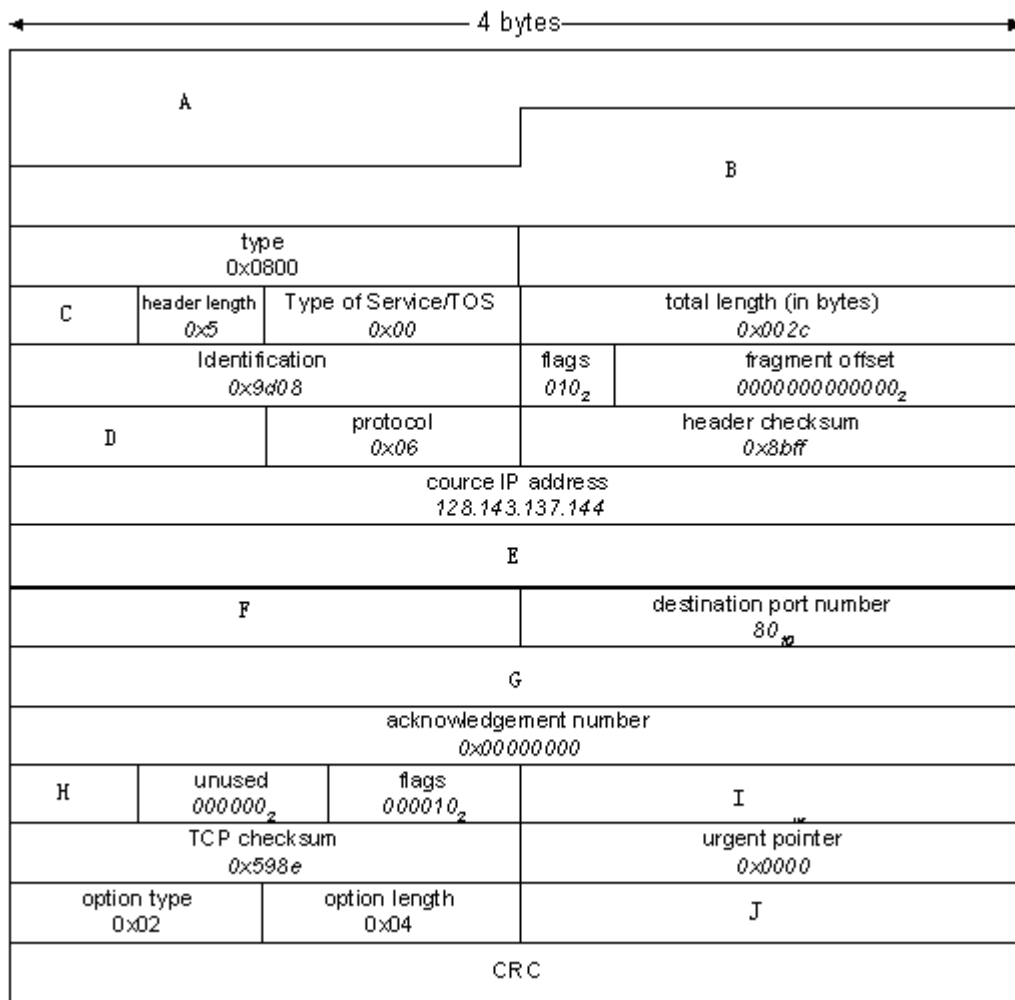 4 bytes
A
B
type
0x0800
C
header length
0x5
Type of Service/TOS
0x00
total length (in bytes)
0x002c
Identification
0x9d08
flags
010₂
fragment offset
0000000000000₂
D
protocol
0x06
header checksum
0x8bff
cource IP address
128.143.137.144
E
F
destination port number
80₁₀
G
acknowledgement number
0x00000000
H
unused
000000₂
flags
000010₂
I
TCP checksum
0x598e
urgent pointer
0x0000
option type
0x02
option length
0x04
J
CRC